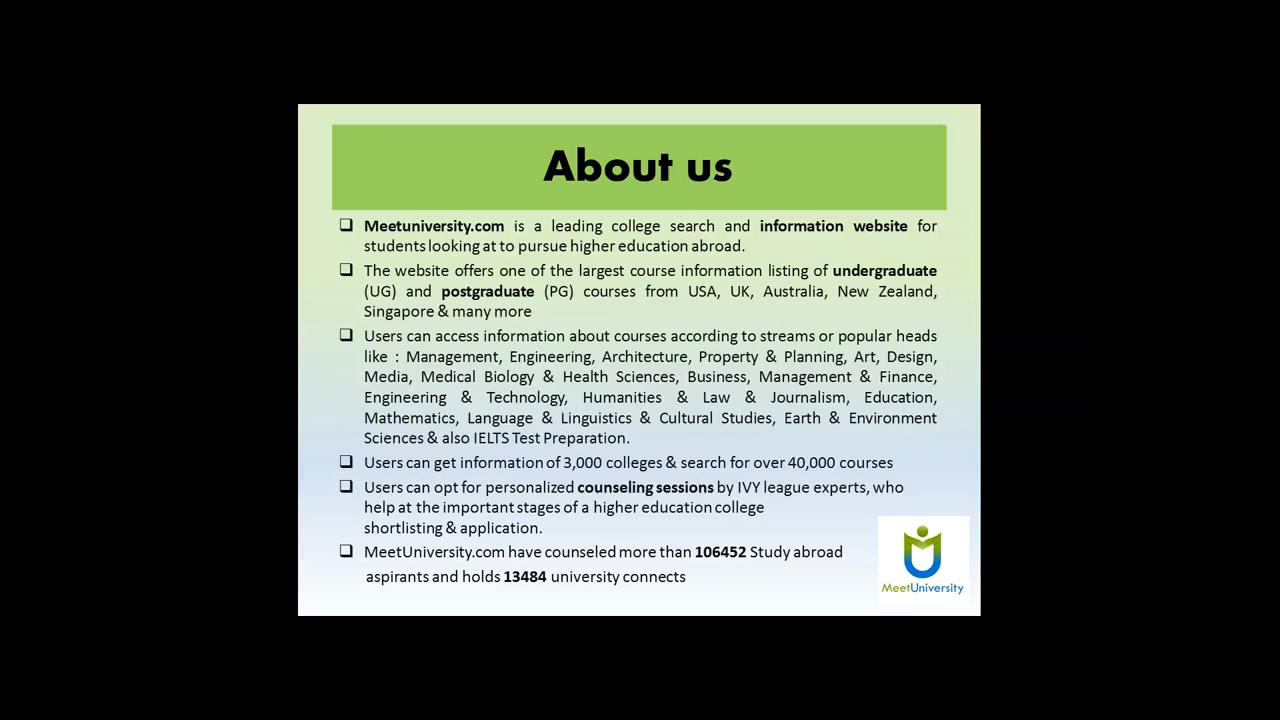 About us
❑ Meetuniversity.com is a leading college search and information website for
students looking at to pursue higher education abroad.
❑ The website offers one of the largest course information listing of undergraduate
(UG) and postgraduate (PG) courses from USA, UK, Australia, New Zealand,
Singapore & many more
❑ Users can access information about courses according to streams or popular heads
like : Management, Engineering, Architecture, Property & Planning, Art, Design,
Media, Medical Biology & Health Sciences, Business, Management & Finance,
Engineering & Technology, Humanities & Law & Journalism, Education,
Mathematics, Language & Linguistics & Cultural Studies, Earth & Environment
Sciences & also IELTS Test Preparation.
❑ Users can get information of 3,000 colleges & search for over 40,000 courses
❑ Users can opt for personalized counseling sessions by IVY league experts, who
help at the important stages of a higher education college
shortlisting & application.
❑ MeetUniversity.com have counseled more than 106452 Study abroad
aspirants and holds 13484 university connects
MeetUniversity